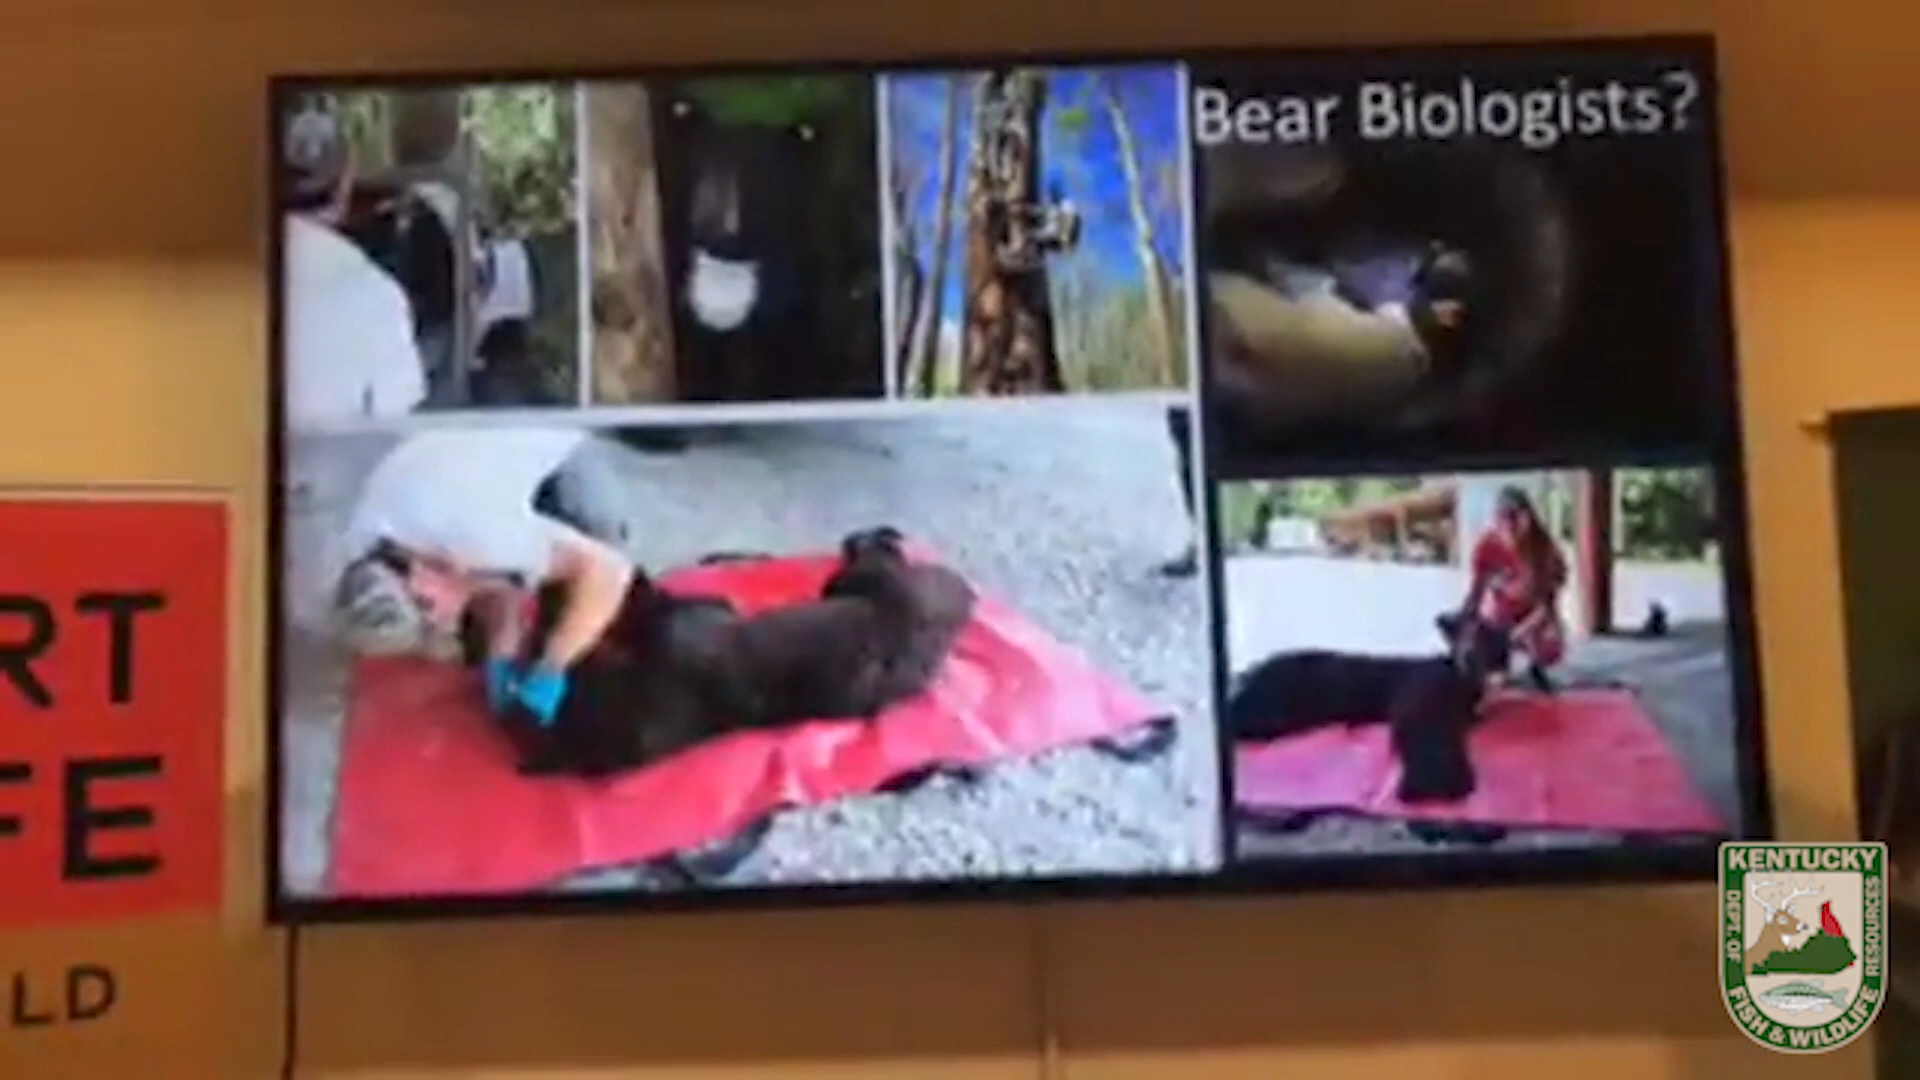 Bear Biologists?
RT
FE
LD
KENTUCKY
DEPT. OF
FISH & WILDLIFE
RESOURCES